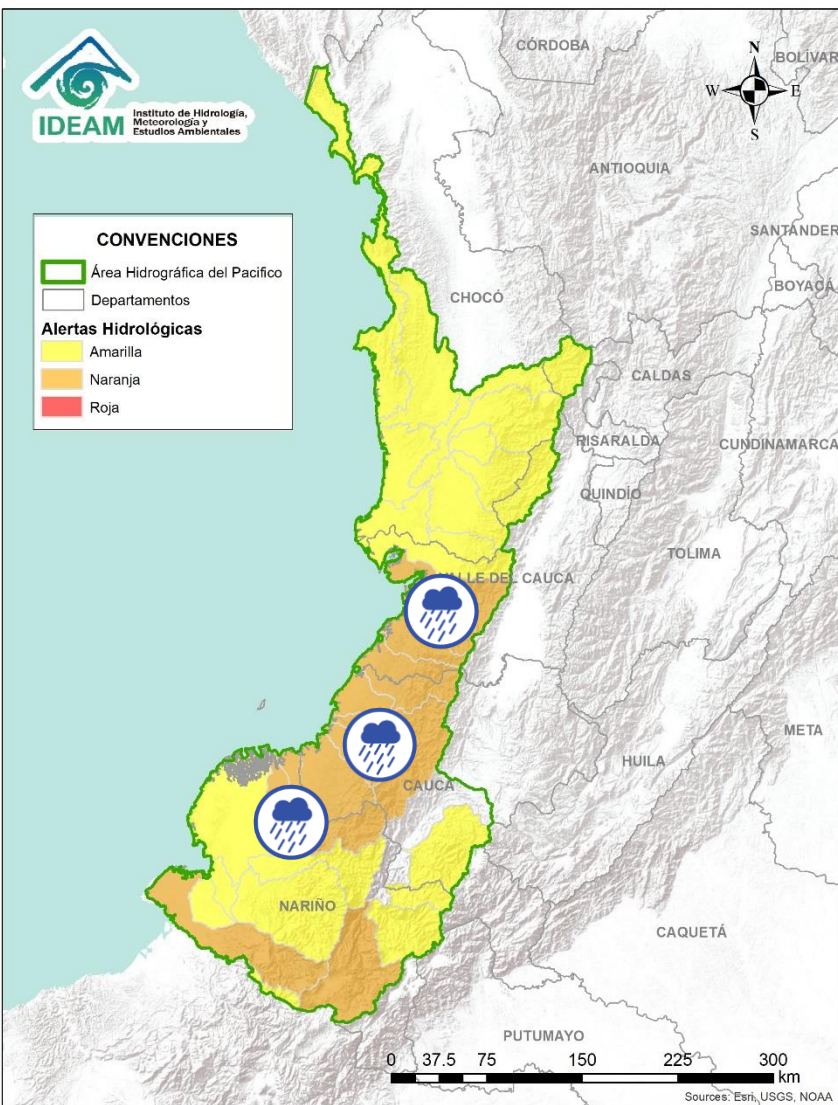 IDEAM
Instituto de Hidrología,
Meteorología y
Estudios Ambientales
CONVENCIONES
Área Hidrográfica del Pacifico
Departamentos
Alertas Hidrológicas
Amarilla
Naranja
Roja
N
W E
S
CÓRDOBA
BOLÍVAR
ANTIOQUIA
SANTANDER
BOYACÁ
CHOCÓ
CALDAS
RISARALDA
CUNDINAMARCA
QUINDÍO
TOLIMA
VALLE DEL CAUCA
META
HUILA
CAUCA
NARIÑO
CAQUETÁ
PUTUMAYO
0 37.5 75 150 225 300
km
Sources: Esri, USGS, NOAA